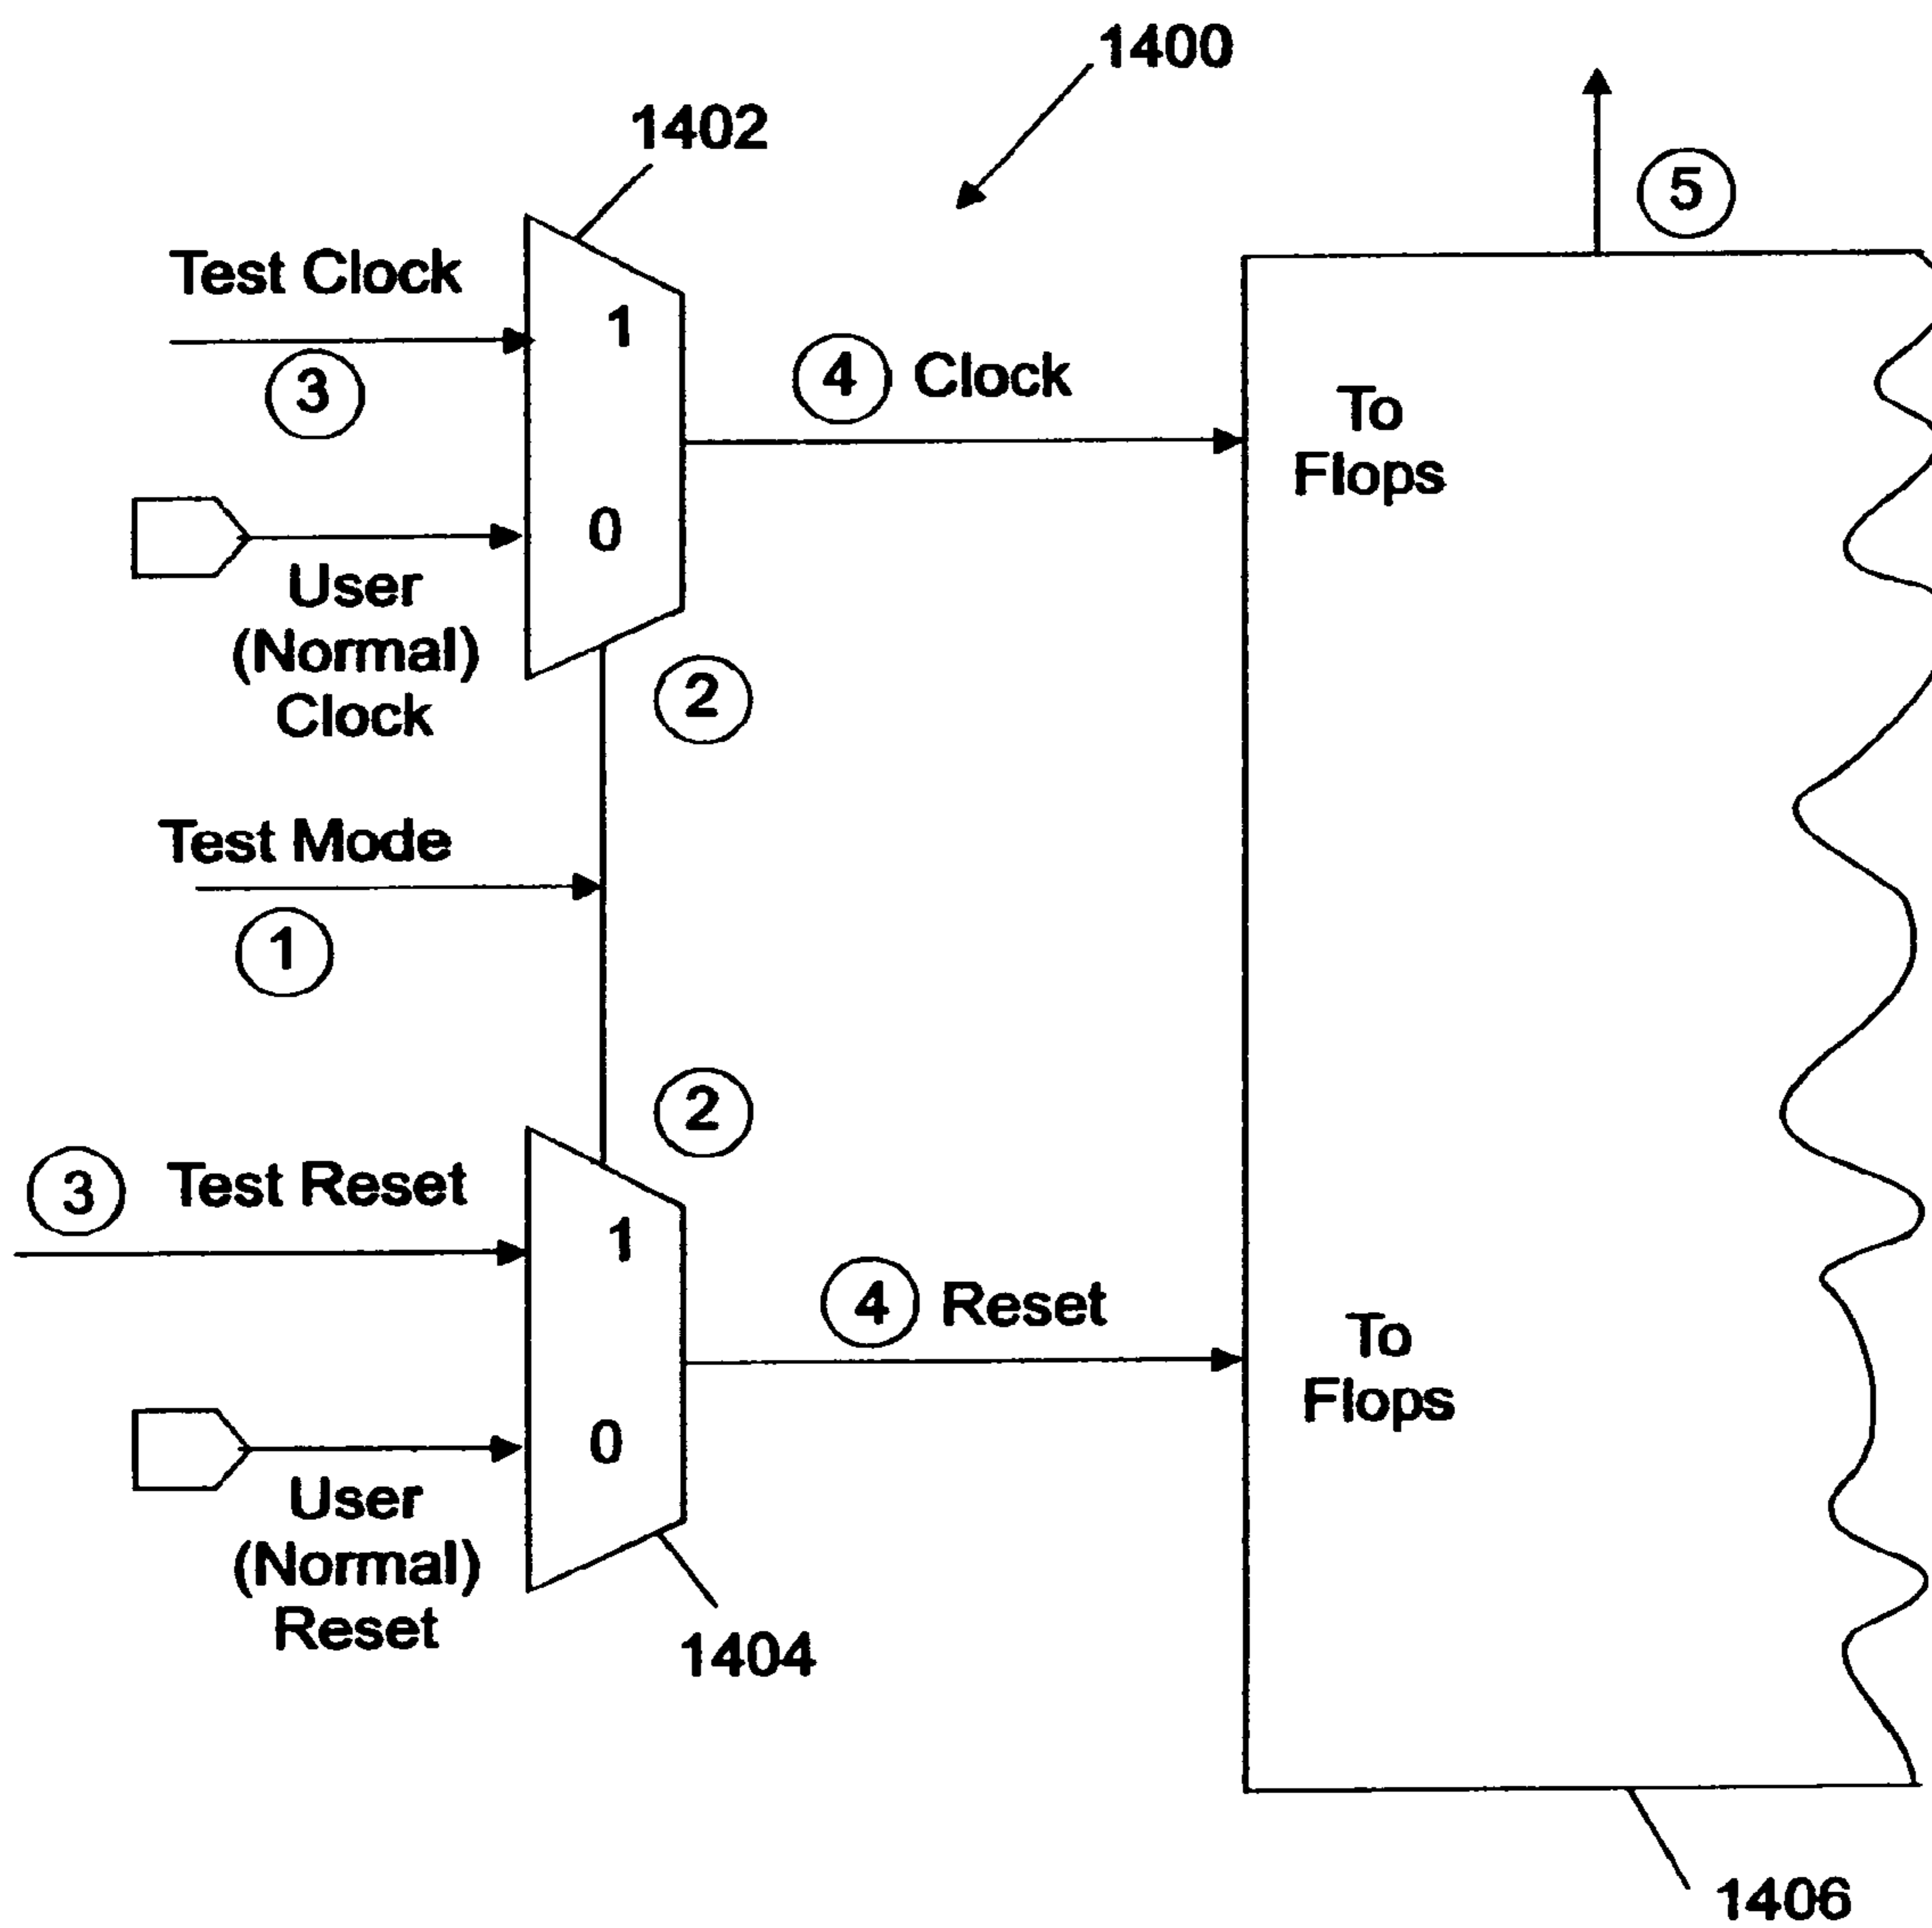 1400
1402
5
Test Clock
1
3
4 Clock
To
Flops
0
User
(Normal)
Clock
2
Test Mode
1
2
3 Test Reset
1
4 Reset
To
Flops
0
User
(Normal)
Reset
1404
1406